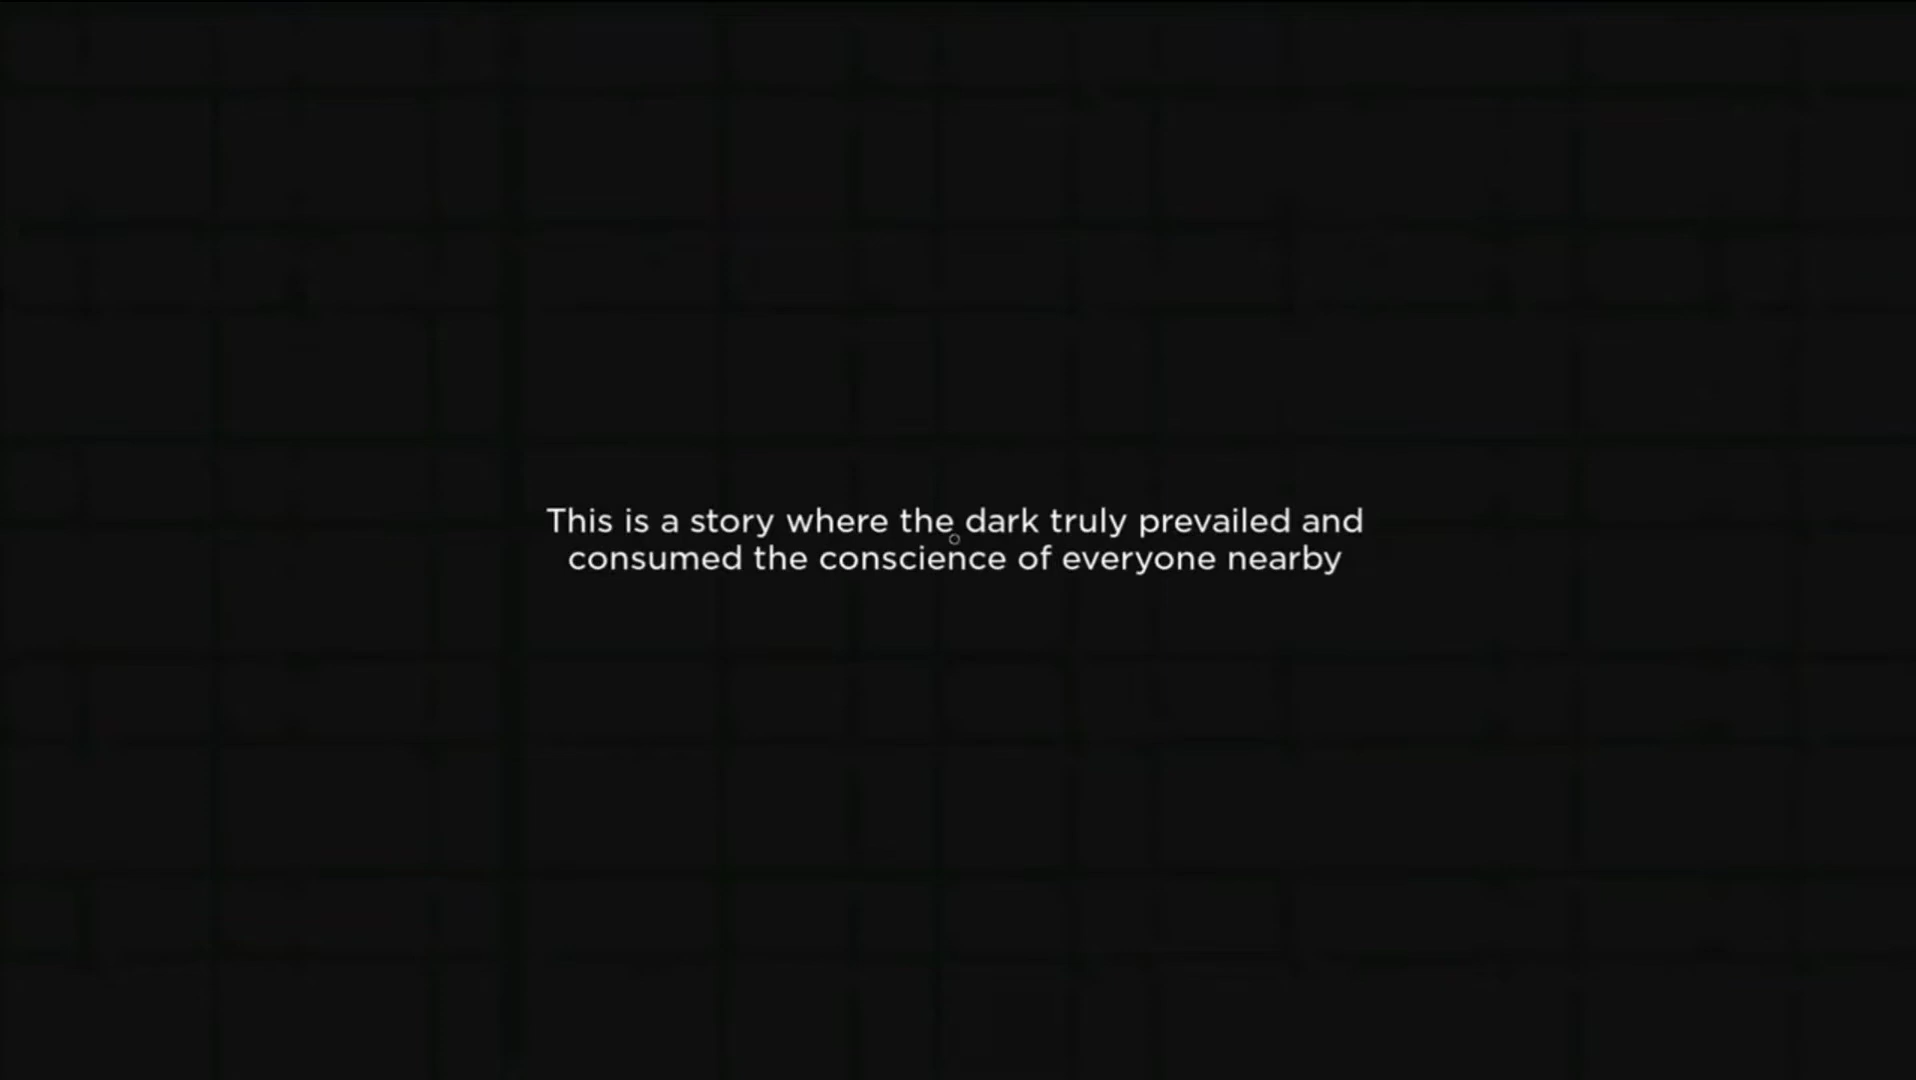 This is a story where the dark truly prevailed and
consumed the conscience of everyone nearby